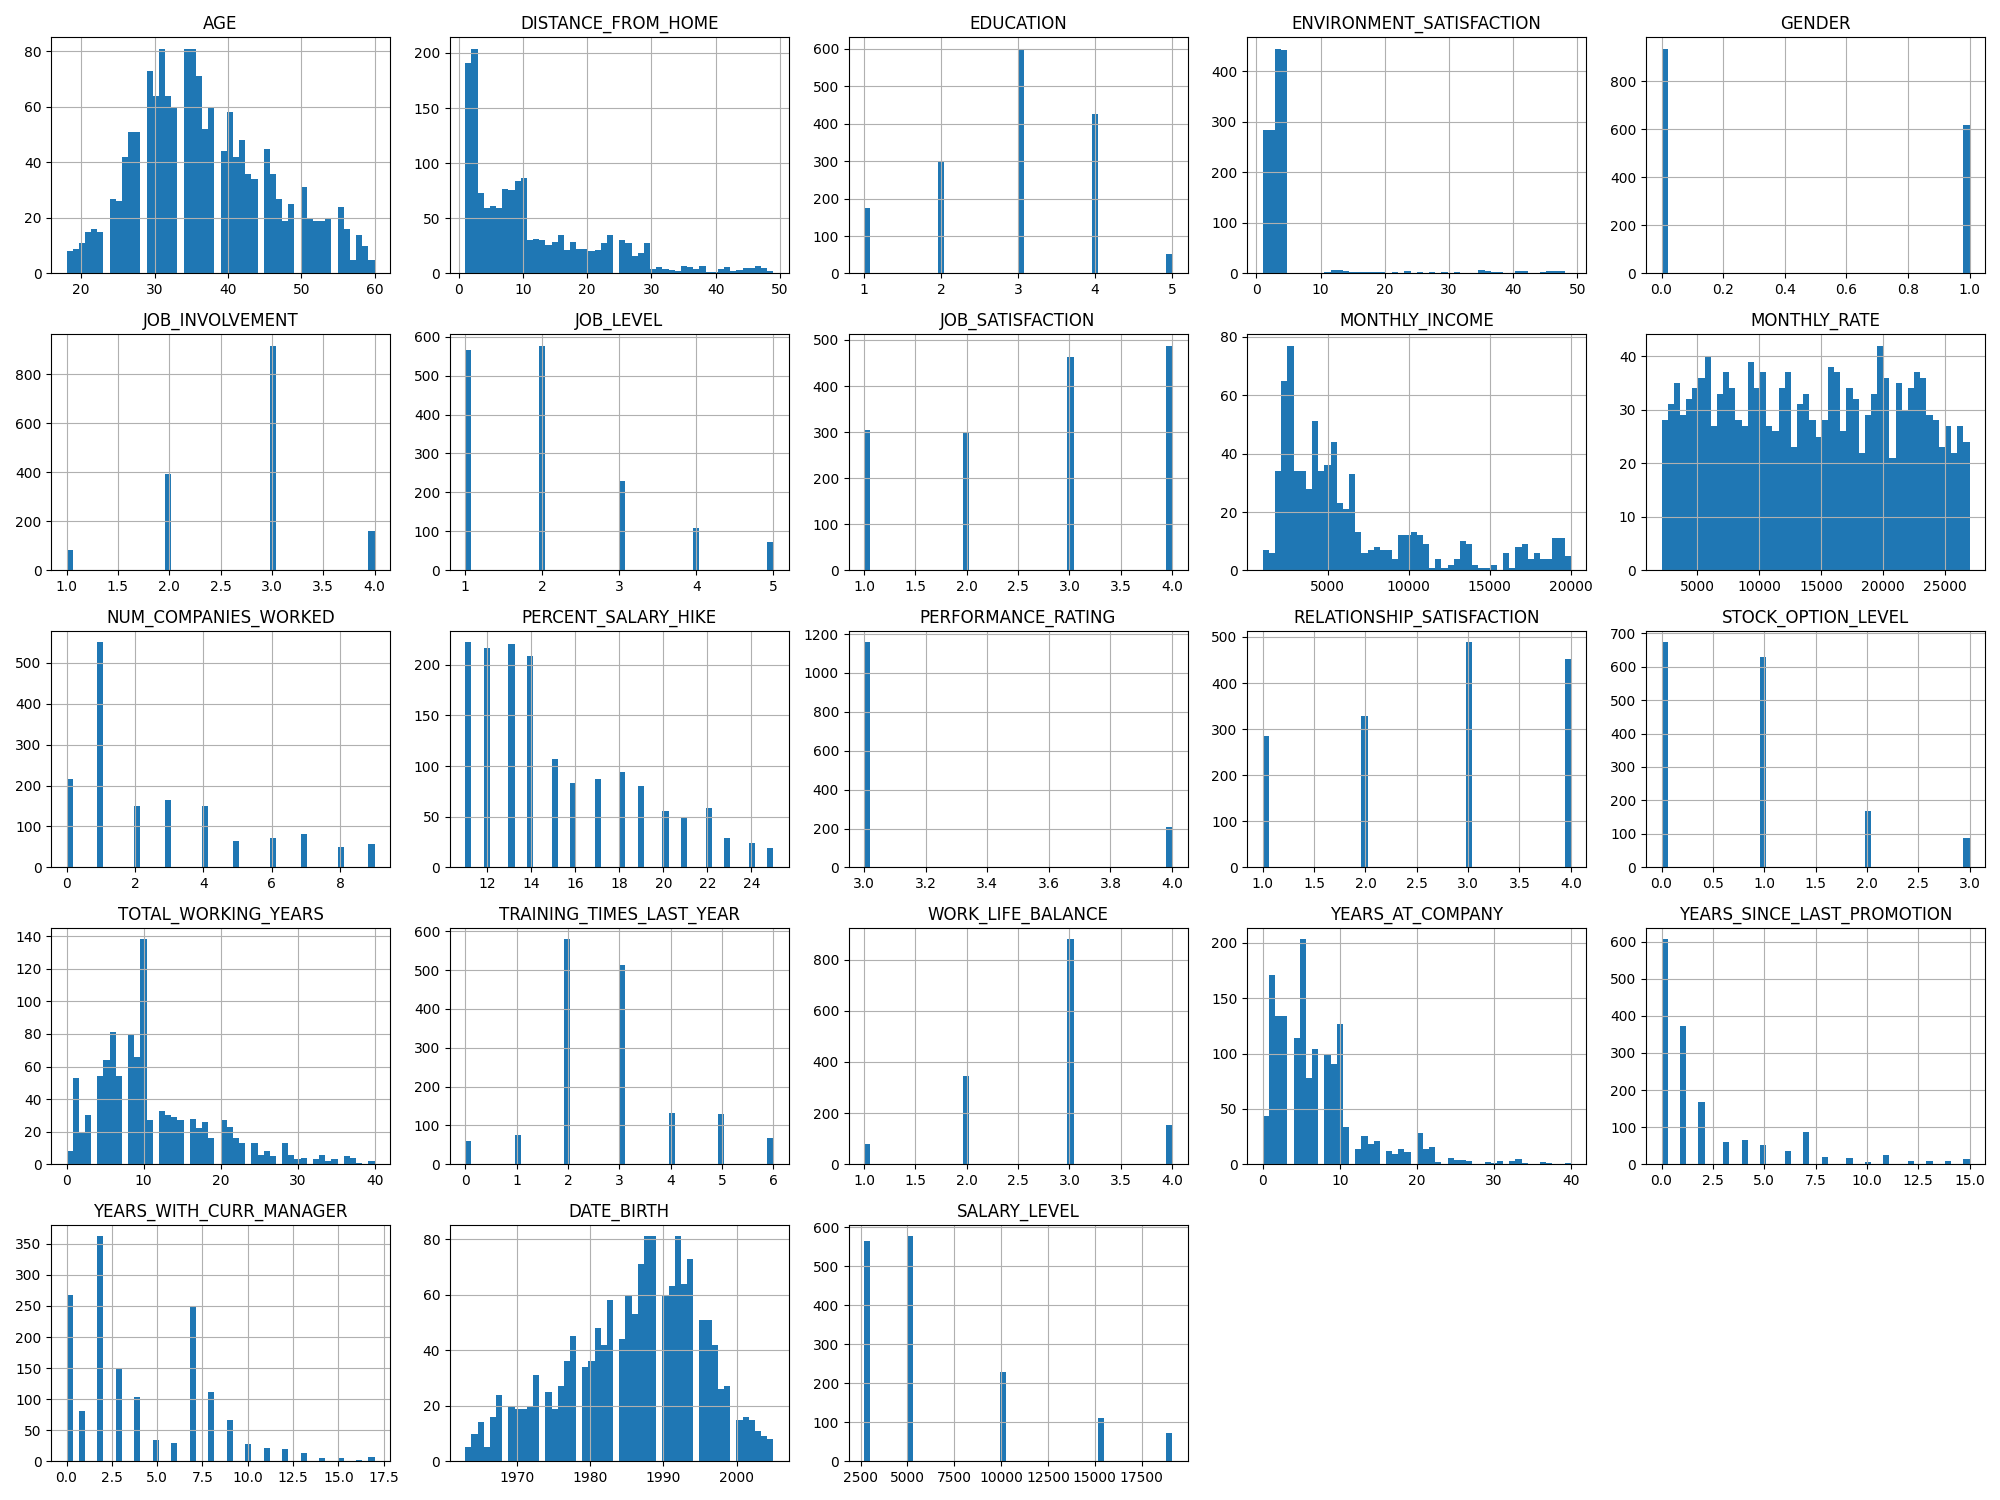 AGE DISTANCE_FROM_HOME EDUCATION ENVIRONMENT_SATISFACTION GENDER
80 200 600 400 800
60 150 500 300 600
40 100 400 200 400
20 50 300 100 200
0 0 200 0 0
100
0
20 30 40 50 60 0 10 20 30 40 50 1 2 3 4 5 0 10 20 30 40 50 0.0 0.2 0.4 0.6 0.8 1.0
JOB_INVOLVEMENT JOB_LEVEL JOB_SATISFACTION MONTHLY_INCOME MONTHLY_RATE
800 600 500 80 40
600 500 400 60 30
400 400 300 40 20
200 300 200 20 10
0 200 100 0 0
100 0
0
1.0 1.5 2.0 2.5 3.0 3.5 4.0 1 2 3 4 5 1.0 1.5 2.0 2.5 3.0 3.5 4.0 5000 10000 15000 20000 5000 10000 15000 20000 25000
NUM_COMPANIES_WORKED PERCENT_SALARY_HIKE PERFORMANCE_RATING RELATIONSHIP_SATISFACTION STOCK_OPTION_LEVEL
500 200 1200 500 700
400 150 1000 400 600
300 100 800 300 500
200 50 600 200 400
100 0 400 100 300
0 200 0 200
0 100
0
0 2 4 6 8 12 14 16 18 20 22 24 3.0 3.2 3.4 3.6 3.8 4.0 1.0 1.5 2.0 2.5 3.0 3.5 4.0 0.0 0.5 1.0 1.5 2.0 2.5 3.0
TOTAL_WORKING_YEARS TRAINING_TIMES_LAST_YEAR WORK_LIFE_BALANCE YEARS_AT_COMPANY YEARS_SINCE_LAST_PROMOTION
140 600 800 200 600
120 500 600 150 500
100 400 400 100 400
80 300 200 50 300
60 200 0 0 200
40 100 100
20 0 0
0
0 10 20 30 40 0 1 2 3 4 5 6 1.0 1.5 2.0 2.5 3.0 3.5 4.0 0 10 20 30 40 0.0 2.5 5.0 7.5 10.0 12.5 15.0
YEARS_WITH_CURR_MANAGER DATE_BIRTH SALARY_LEVEL
350 80 600
300 60 500
250 40 400
200 20 300
150 0 200
100 100
50 0
0
0.0 2.5 5.0 7.5 10.0 12.5 15.0 17.5 1970 1980 1990 2000 2500 5000 7500 10000 12500 15000 17500